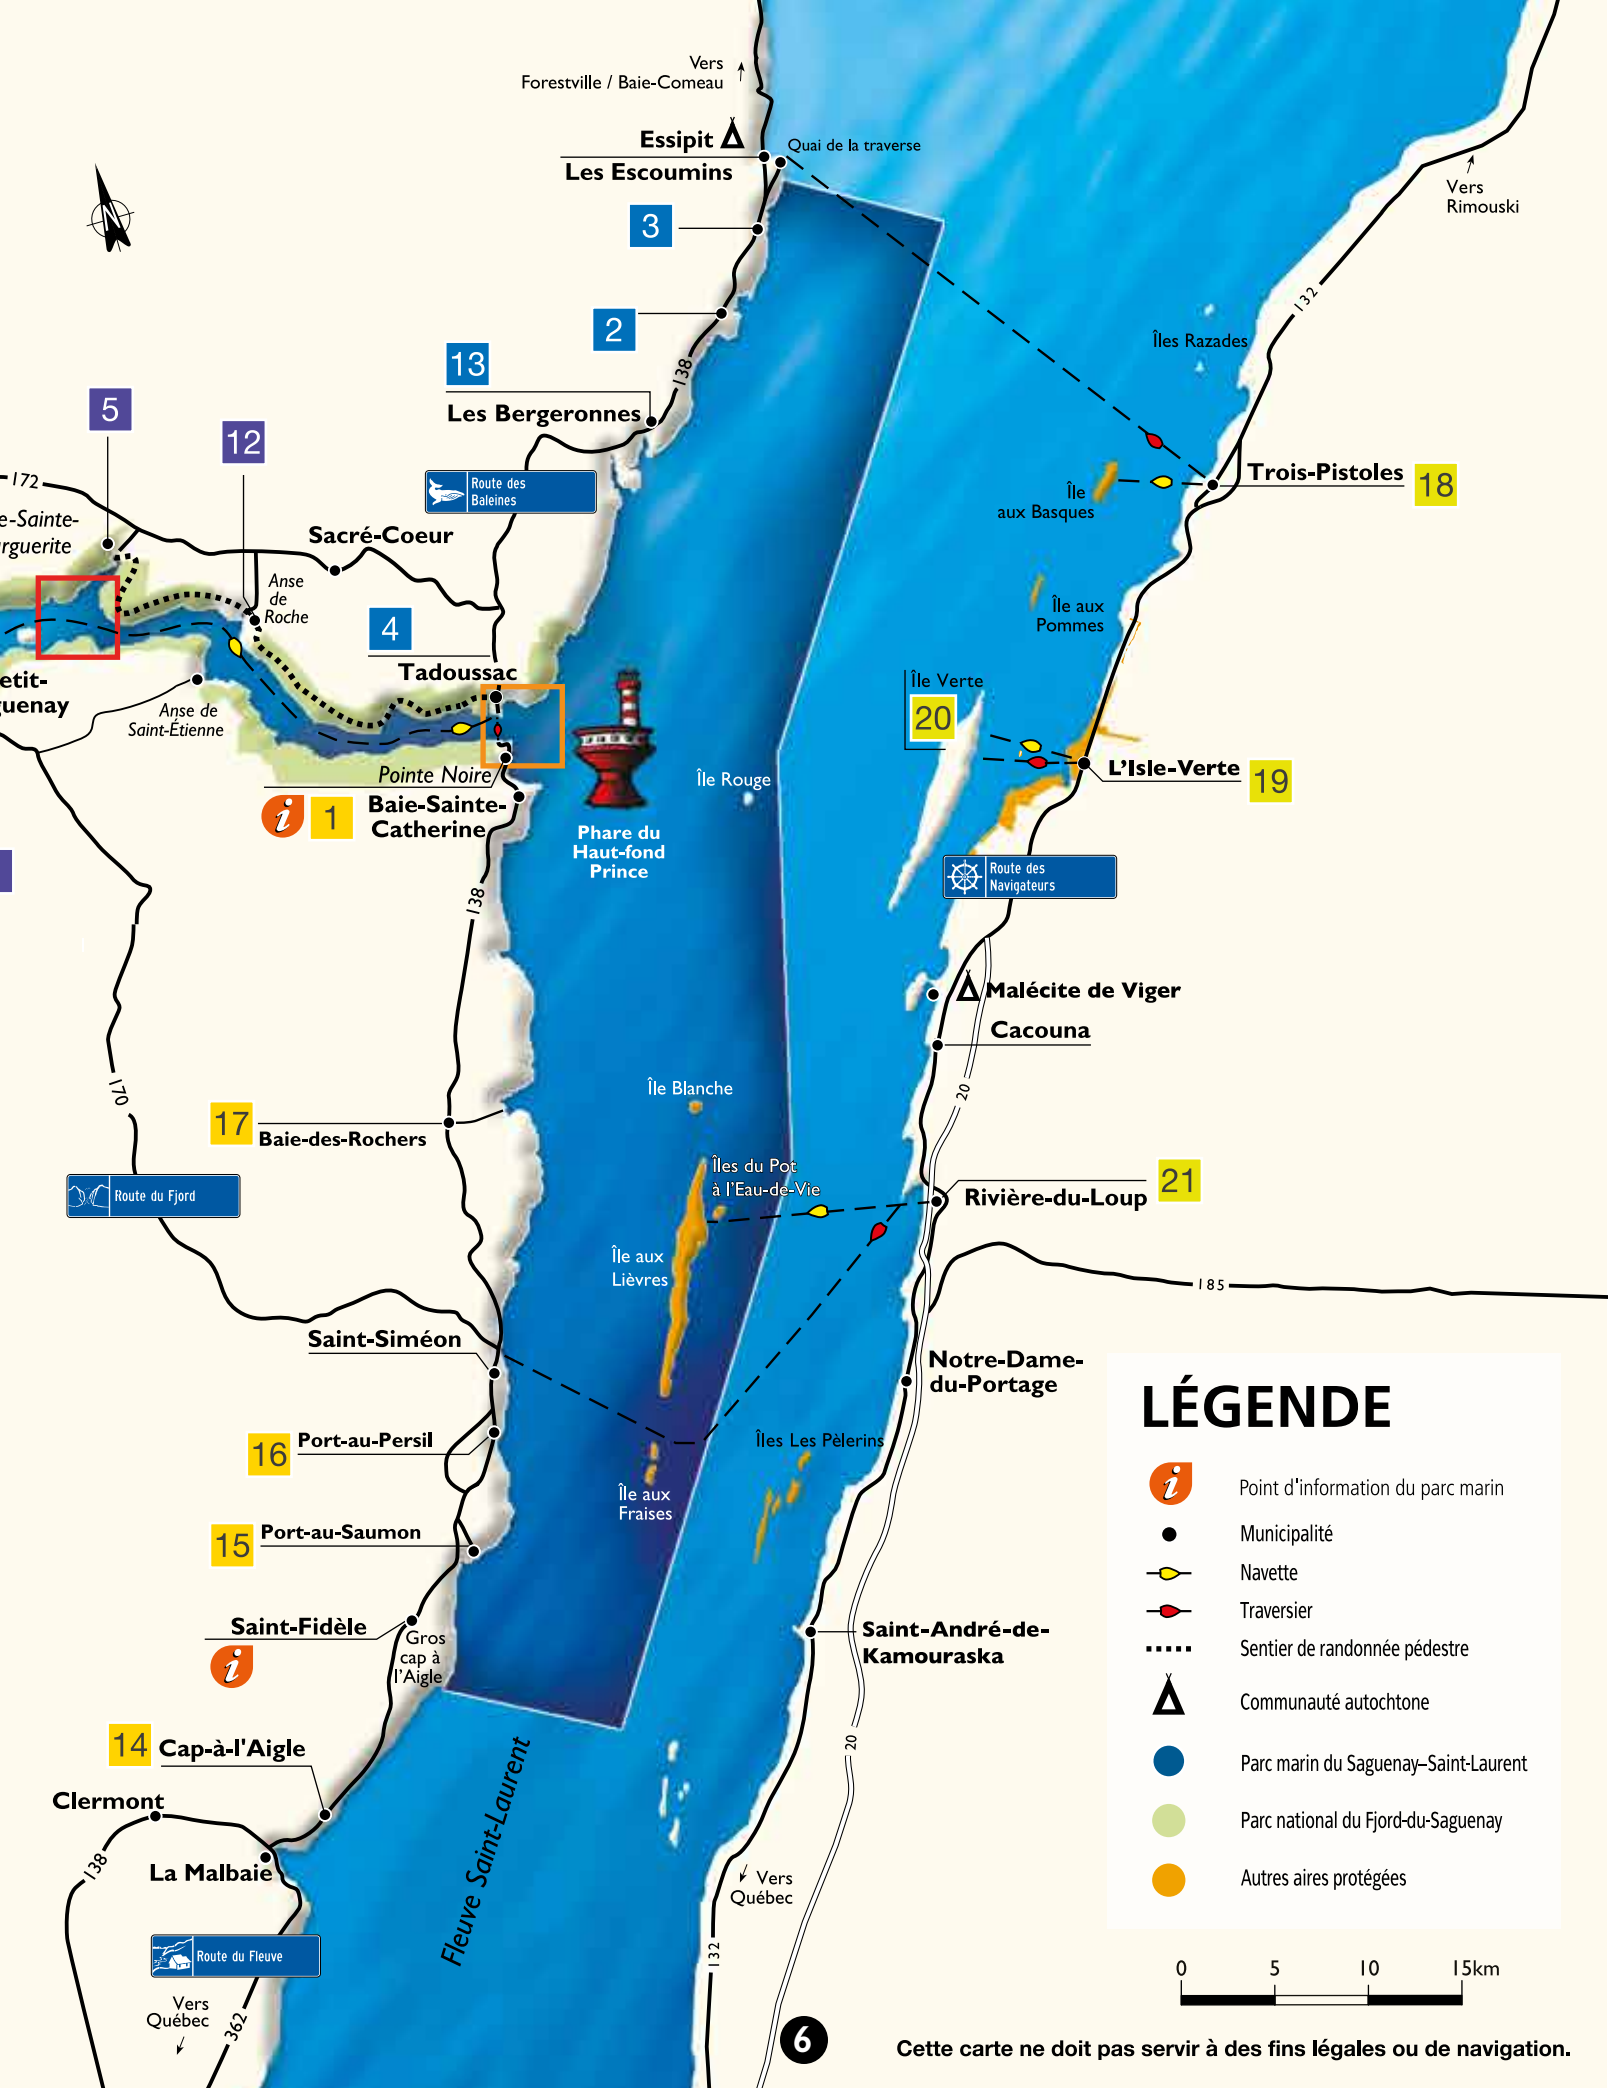 Vers
Forestville / Baie-Comeau
Essipit
Quai de la traverse
Les Escoumins
Vers
Rimouski
3
132
2
Îles Razades
13
138
5
Les Bergeronnes
12
172
Route des
Baleines
Trois-Pistoles
18
Île
aux Basques
e-Sainte-
rguerite
Sacré-Coeur
Anse
de
Roche
Île aux
Pommes
4
Tadoussac
Île Verte
20
etit-
guenay
Anse de
Saint-Étienne
Pointe Noire
Île Rouge
L'Isle-Verte
19
1
Baie-Sainte-
Catherine
Phare du
Haut-fond
Prince
Route des
Navigateurs
138
Malécite de Viger
Cacouna
170
Île Blanche
20
17
Baie-des-Rochers
Îles du Pot
à l'Eau-de-Vie
21
Rivière-du-Loup
Route du Fjord
Île aux
Lièvres
185
Saint-Siméon
Notre-Dame-
du-Portage
16
Port-au-Persil
Îles Les Pèlerins
Île aux
Fraises
15
Port-au-Saumon
Saint-Fidèle
Gros
cap à
l'Aigle
Saint-André-de-
Kamouraska
20
14
Cap-à-l'Aigle
Clermont
138
La Malbaie
Fleuve Saint-Laurent
Vers
Québec
132
Route du Fleuve
Vers
Québec
362
LÉGENDE
Point d'information du parc marin
Municipalité
Navette
Traversier
Sentier de randonnée pédestre
Communauté autochtone
Parc marin du Saguenay–Saint-Laurent
Parc national du Fjord-du-Saguenay
Autres aires protégées
0 5 10 15km
6
Cette carte ne doit pas servir à des fins légales ou de navigation.